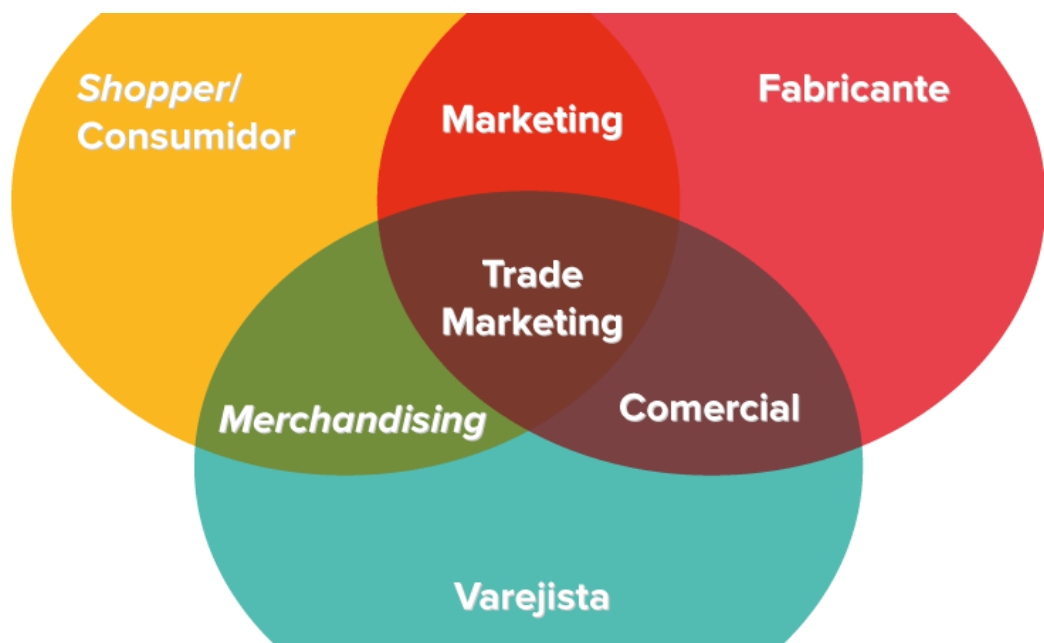 Shopper/
Consumidor
Marketing
Fabricante
Trade
Marketing
Merchandising
Comercial
Varejista